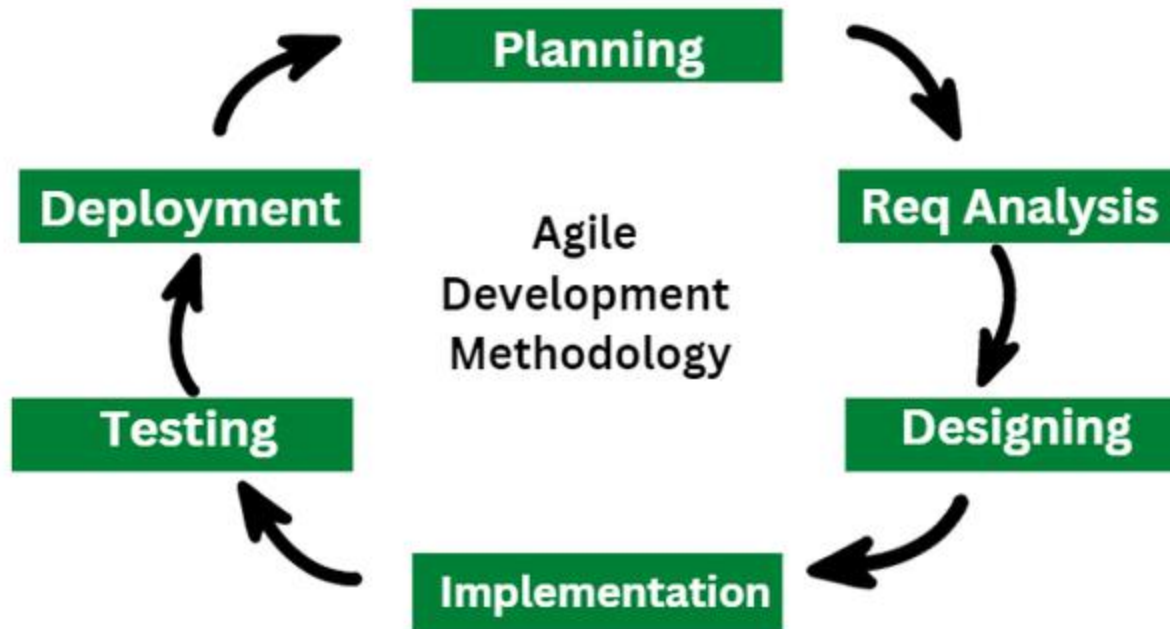 Planning
Req Analysis
Designing
Implementation
Testing
Deployment
Agile
Development
Methodology